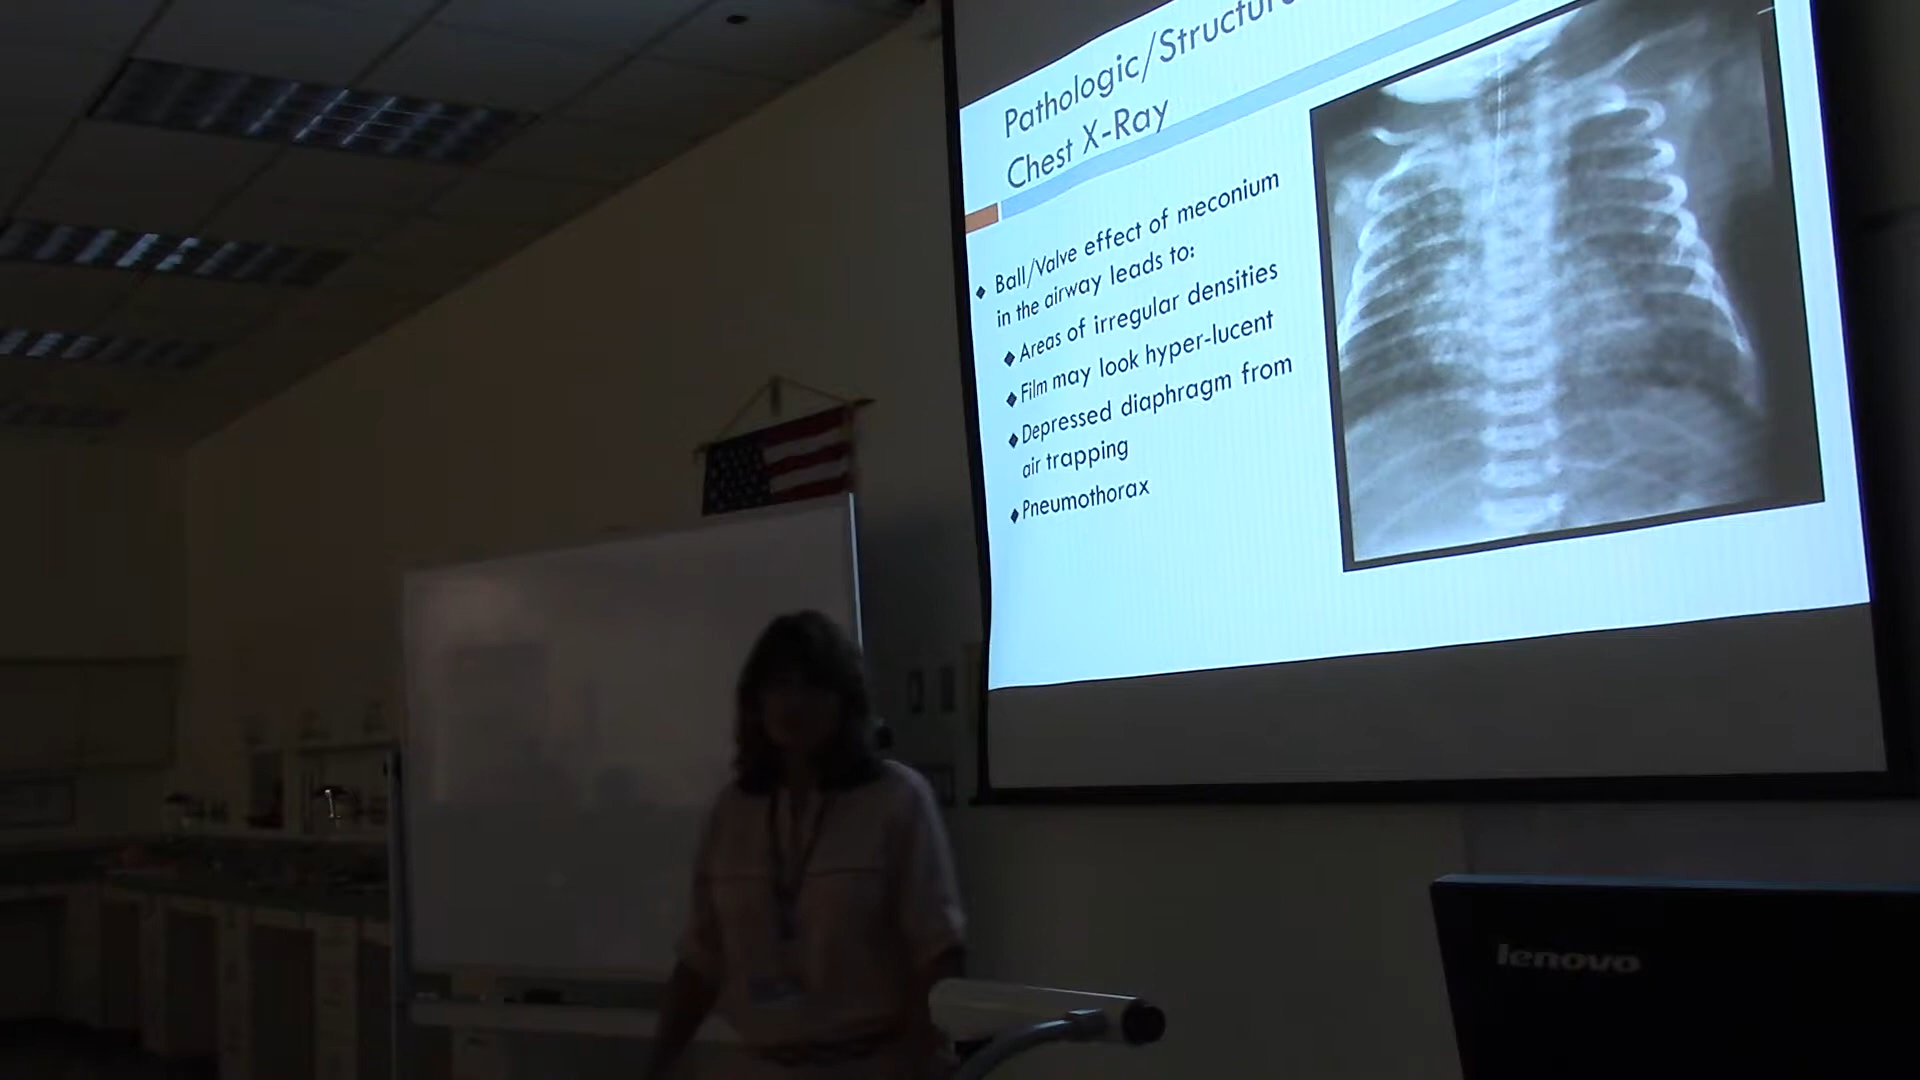 Pathologic/Structur
Chest X-Ray
Ball/Valve effect of meconium
in the airway leads to:
Areas of irregular densities
Film may look hyper-lucent
Depressed diaphragm from
air trapping
Pneumothorax
lenovo